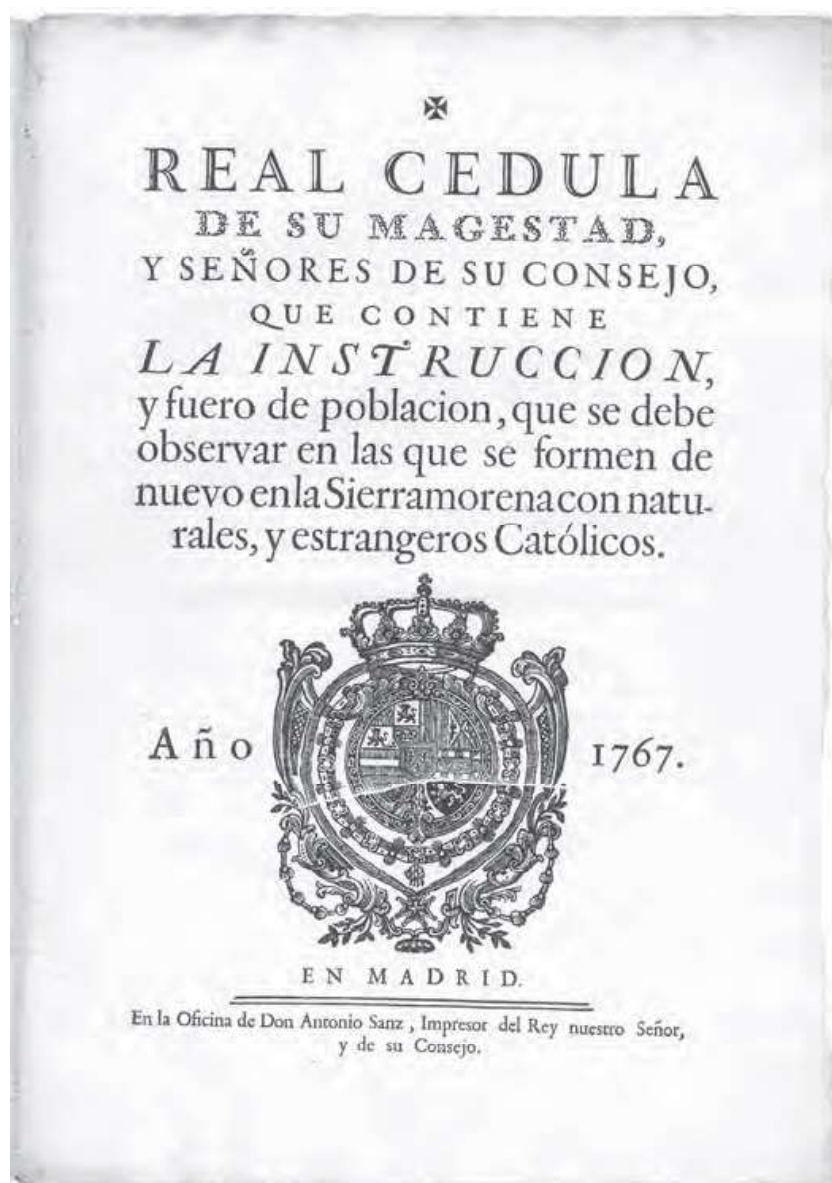 REAL CEDULA
DE SU MAGESTAD,
Y SEÑORES DE SU CONSEJO,
QUE CONTIENE
LA INSTRUCCION,
y fuero de poblacion, que se debe
observar en las que se formen de
nuevo en la Sierramorena con natu-
rales, y estrangeros Católicos.
Año 1767.
EN MADRID.
En la Oficina de Don Antonio Sanz, Impresor del Rey nuestro Señor,
y de su Consejo.